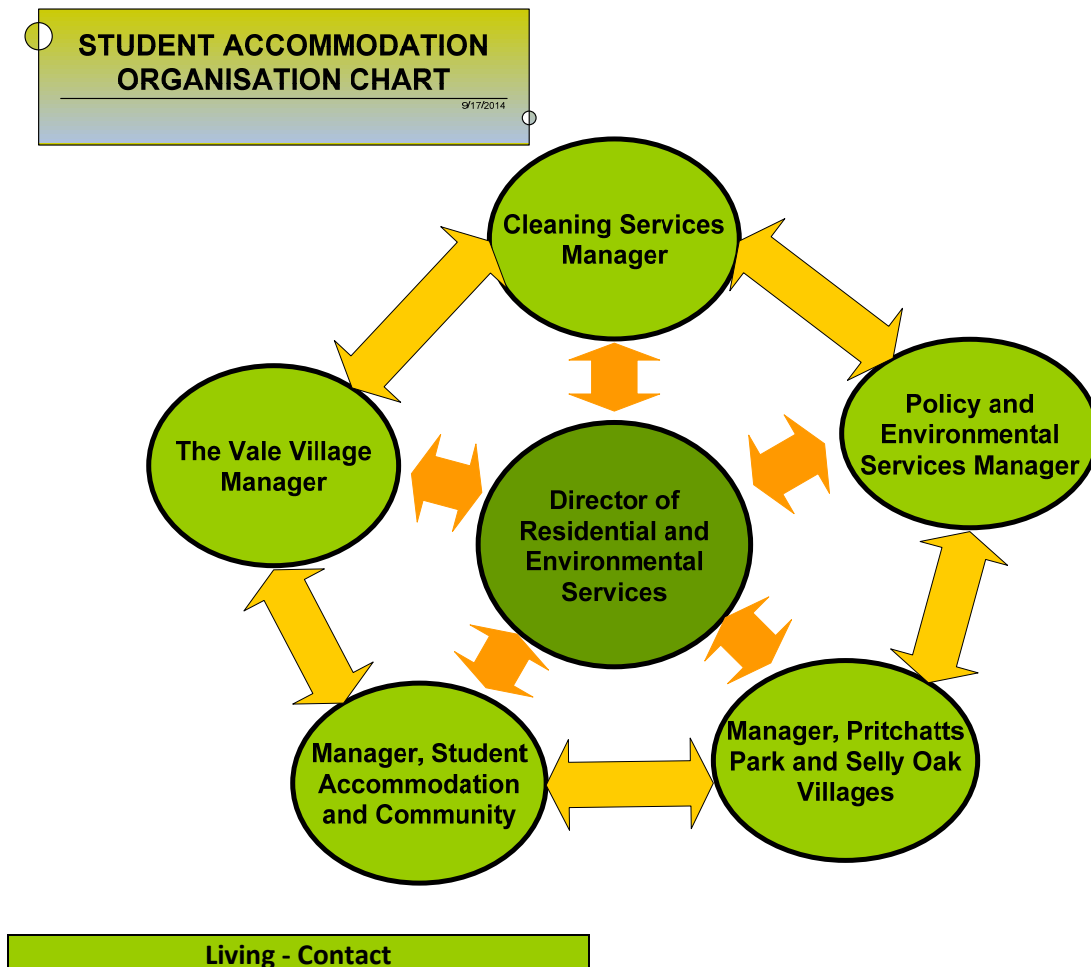 STUDENT ACCOMMODATION
ORGANISATION CHART
9/17/2014
Cleaning Services
Manager
Policy and
Environmental
Services Manager
The Vale Village
Manager
Director of
Residential and
Environmental
Services
Manager, Student
Accommodation
and Community
Manager, Pritchatts
Park and Selly Oak
Villages
Living - Contact